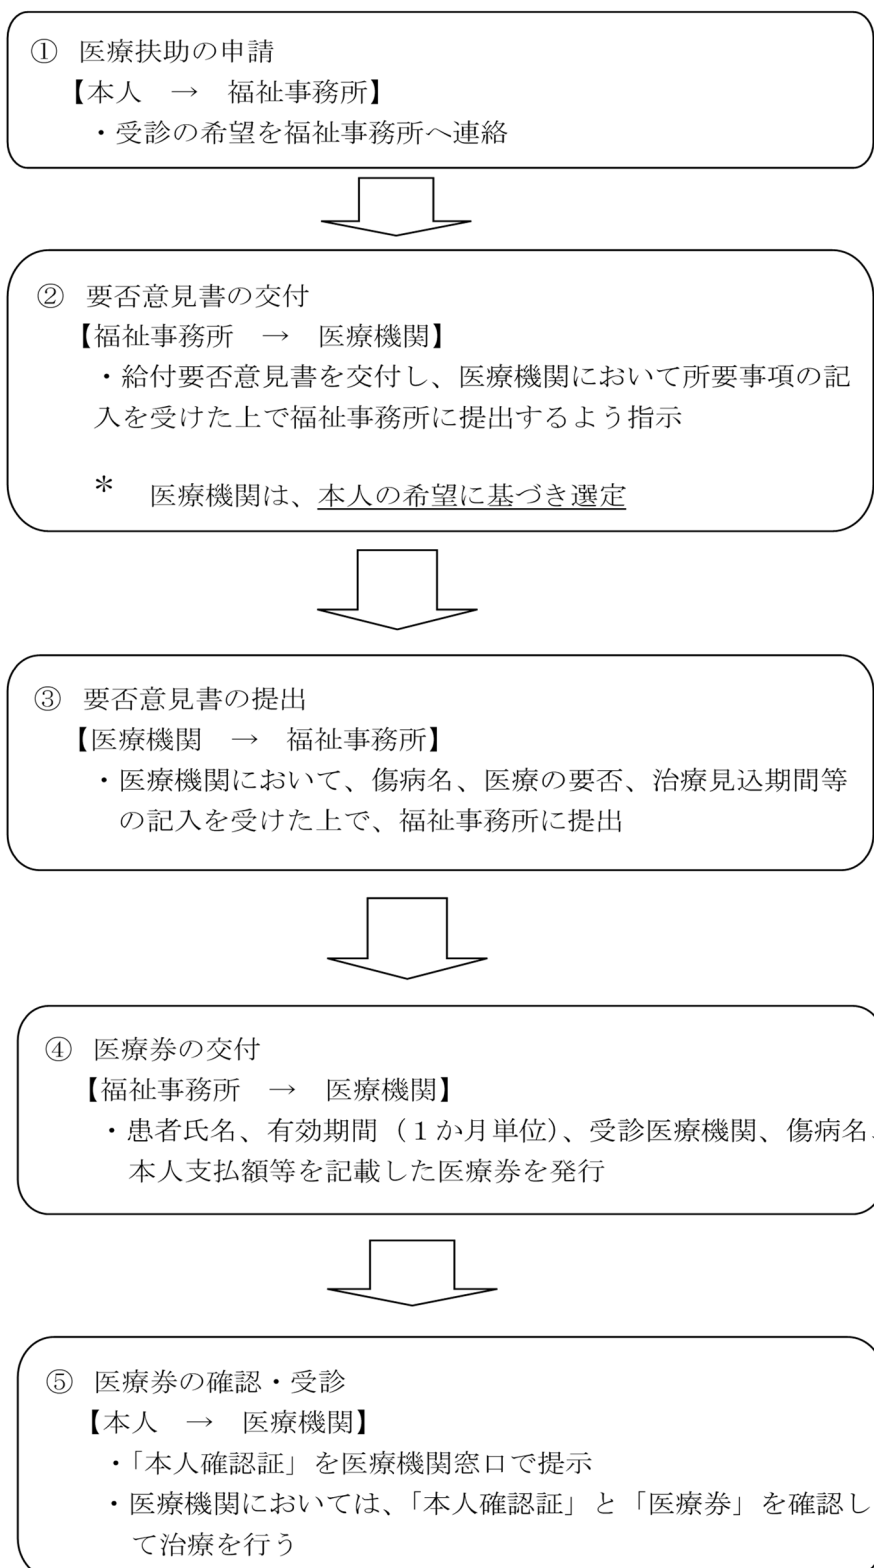 ① 医療扶助の申請
【本人 → 福祉事務所】
・受診の希望を福祉事務所へ連絡
② 要否意見書の交付
【福祉事務所 → 医療機関】
・給付要否意見書を交付し、医療機関において所要事項の記
入を受けた上で福祉事務所に提出するよう指示
* 医療機関は、本人の希望に基づき選定
③ 要否意見書の提出
【医療機関 → 福祉事務所】
・医療機関において、傷病名、医療の要否、治療見込期間等
の記入を受けた上で、福祉事務所に提出
④ 医療券の交付
【福祉事務所 → 医療機関】
・患者氏名、有効期間（１か月単位）、受診医療機関、傷病名、
本人支払額等を記載した医療券を発行
⑤ 医療券の確認・受診
【本人 → 医療機関】
・「本人確認証」を医療機関窓口で提示
・医療機関においては、「本人確認証」と「医療券」を確認し
て治療を行う